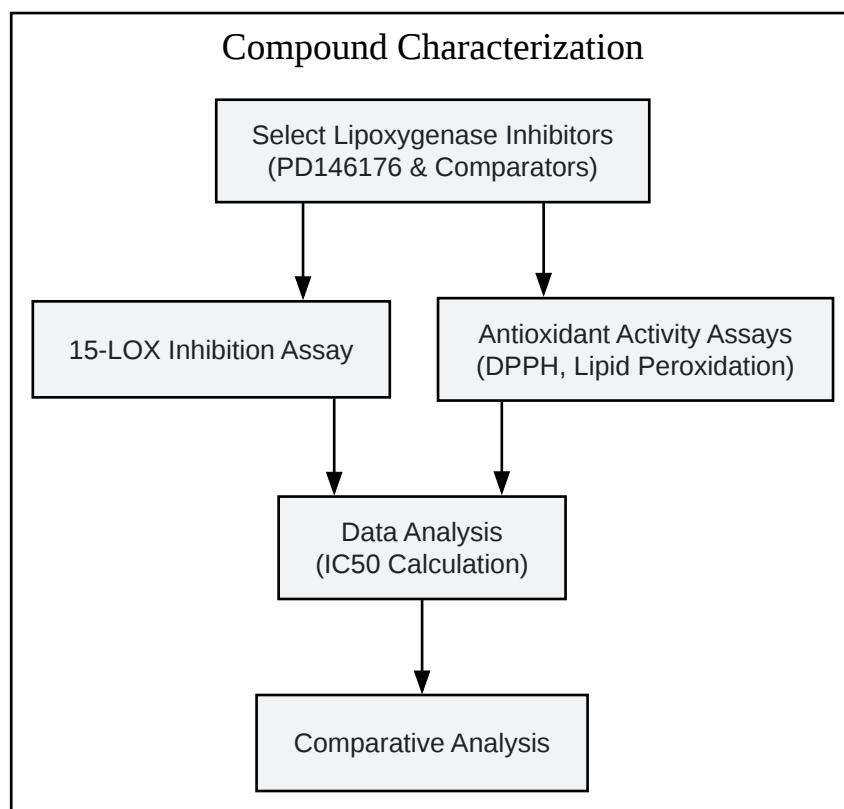 Compound Characterization
Select Lipoxygenase Inhibitors
(PD146176 & Comparators)
15-LOX Inhibition Assay
Antioxidant Activity Assays
(DPPH, Lipid Peroxidation)
Data Analysis
(IC50 Calculation)
Comparative Analysis